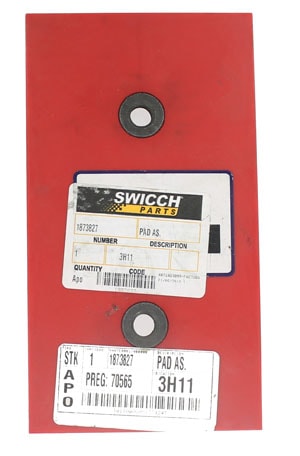 SWICCH
PARTS
1873827 PAD AS.
NUMBER DESCRIPTION
1 3H11
QUANTITY CODE
Apo
STK 1 1873827 PAD AS.
APO PREG: 70565 3H11